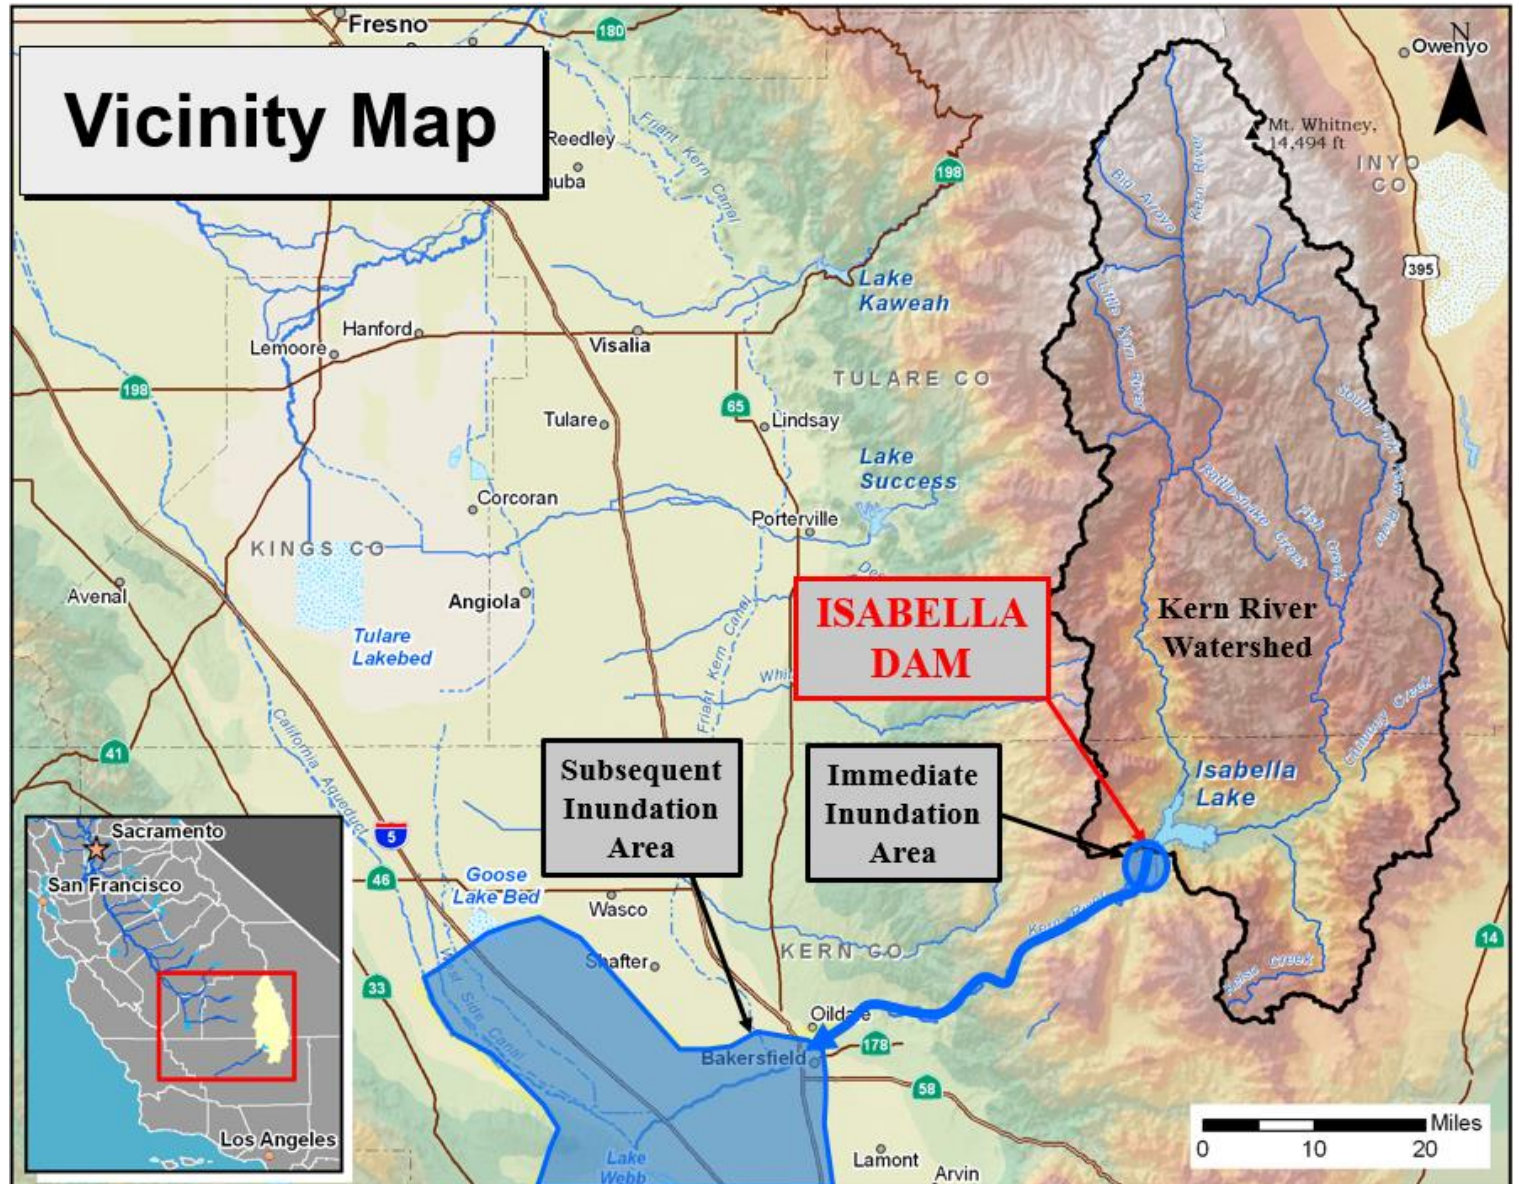 Vicinity Map
Fresno
180
N
Owenyo
Reedley
Friant Kern Canal
Mt. Whitney,
14,494 ft
INYO
CO
198
Big Arroyo
Kern River
395
Lake
Kaweah
Hanford
Lemoore
Visalia
198
TULARE CO
Little Kern River
65
Tulare
Lindsay
South Fork Kern River
Lake
Success
Corcoran
Porterville
Rattlesnake Creek
Fish Creek
KINGS CO
Avenal
Angiola
ISABELLA
DAM
Kern River
Watershed
Tulare
Lakebed
Friant Kern Canal
Chimney Creek
California Aqueduct
41
Subsequent
Inundation
Area
Immediate
Inundation
Area
Isabella
Lake
5
46
Goose
Lake Bed
Wasco
Shafter
KERN CO
Kern River
14
33
Kelso Creek
Oildale
178
Bakersfield
58
Lake
Webb
Lamont
Arvin
Sacramento
San Francisco
Los Angeles
Miles
0 10 20